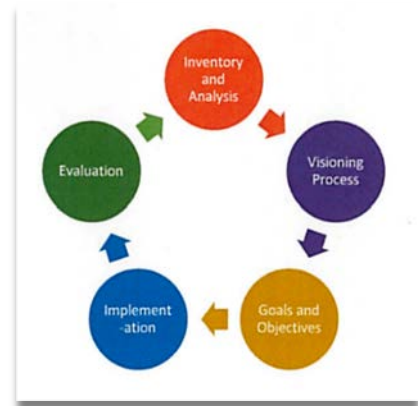 Inventory
and
Analysis
Visioning
Process
Goals and
Objectives
Implement
-ation
Evaluation